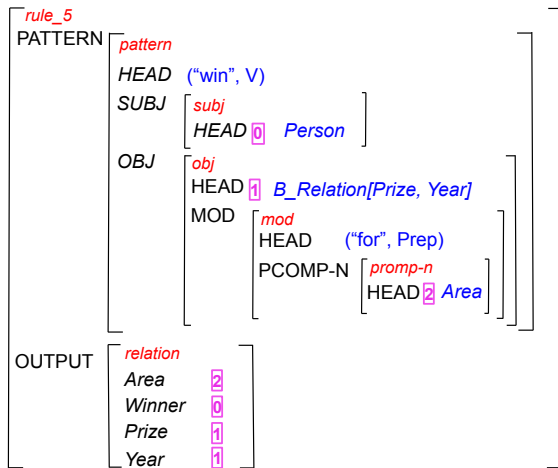 rule_5
PATTERN
pattern
HEAD (“win”, V)
SUBJ
subj
HEAD 0 Person
OBJ
obj
HEAD 1 B_Relation[Prize, Year]
MOD
mod
HEAD (“for”, Prep)
PCOMP-N
promp-n
HEAD 2 Area
OUTPUT
relation
Area 2
Winner 0
Prize 1
Year 1